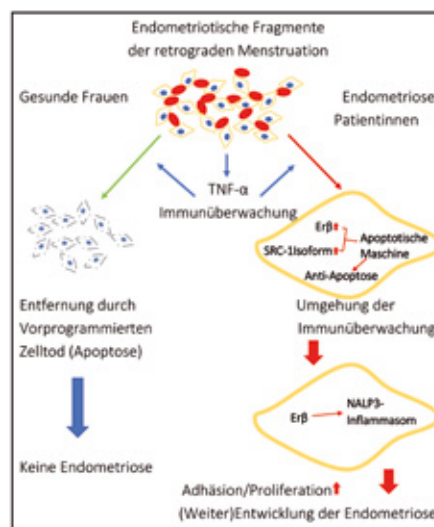 Endometriotische Fragmente
der retrograden Menstruation
Gesunde Frauen
Endometriose
Patientinnen
TNF-α
Immunüberwachung
Erβ
SRC-1Isoform
Apoptotische
Maschine
Anti-Apoptose
Entfernung durch
Vorprogrammierten
Zelltod (Apoptose)
Umgehung der
Immunüberwachung
Erβ
NALP3-
Inflammasom
Keine Endometriose
Adhäsion/Proliferation
(Weiter)Entwicklung der Endometriose